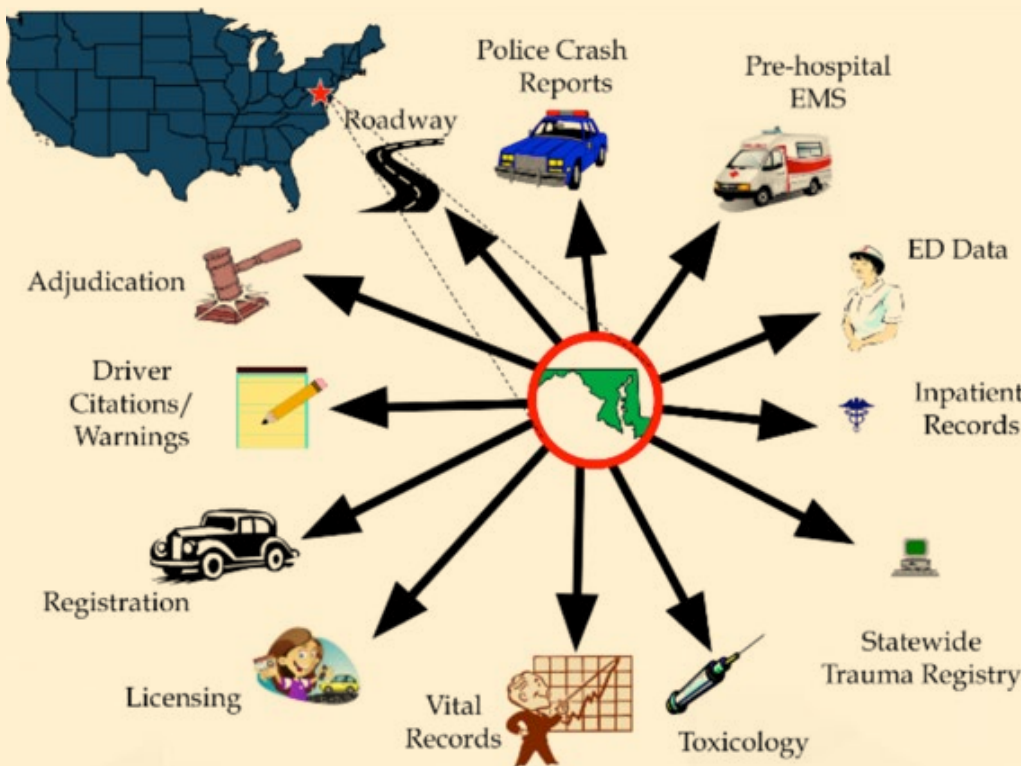 Police Crash
Reports
Pre-hospital
EMS
Roadway
ED Data
Adjudication
Driver
Citations/
Warnings
Inpatient
Records
Registration
Statewide
Trauma Registry
Licensing
Vital
Records
Toxicology